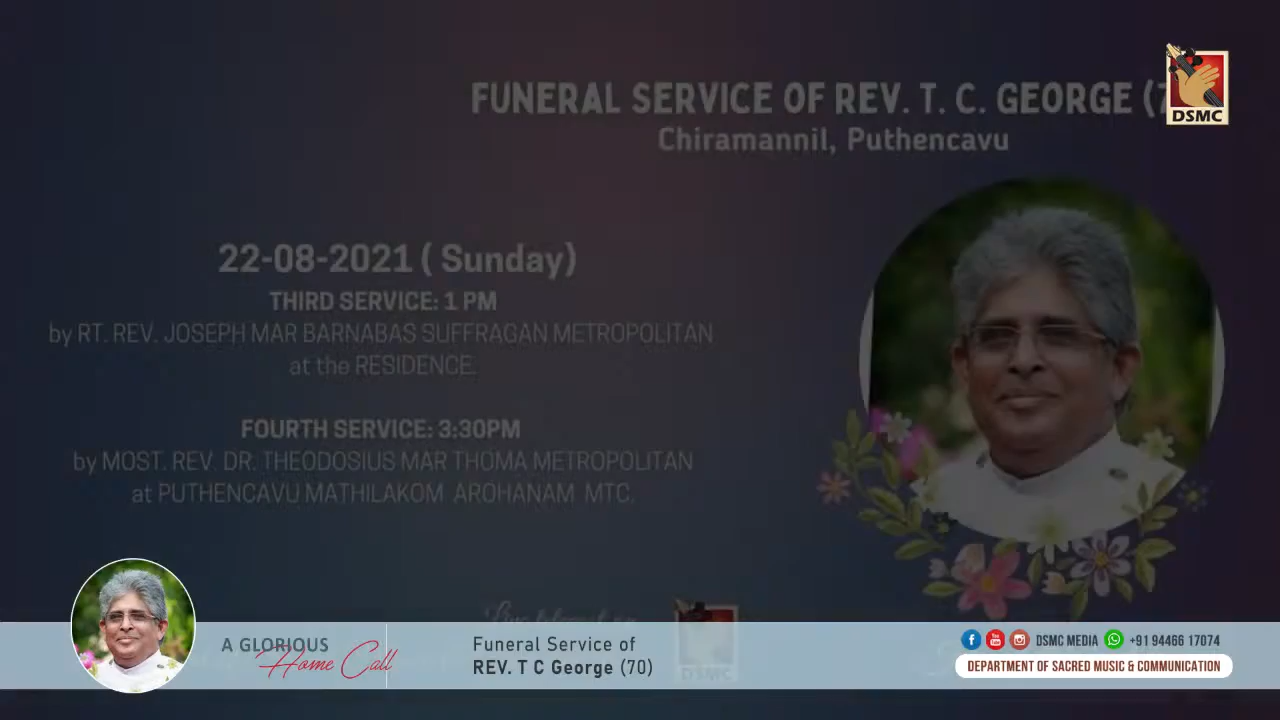 FUNERAL SERVICE OF REV. T. C. GEORGE
DSMC
Chiramannil, Puthencavu
22-08-2021 ( Sunday)
THIRD SERVICE: 1 PM
by RT. REV. JOSEPH MAR BARNABAS SUFFRAGAN METROPOLITAN
at the RESIDENCE.
FOURTH SERVICE: 3:30PM
by MOST. REV. DR. THEODOSIUS MAR THOMA METROPOLITAN
at PUTHENCAVU MATHILAKOM AROHANAM MTC.
A GLORIOUS
Home Call
Funeral Service of
REV. T C George (70)
DSMC
DSMC MEDIA +91 94466 17074
DEPARTMENT OF SACRED MUSIC & COMMUNICATION